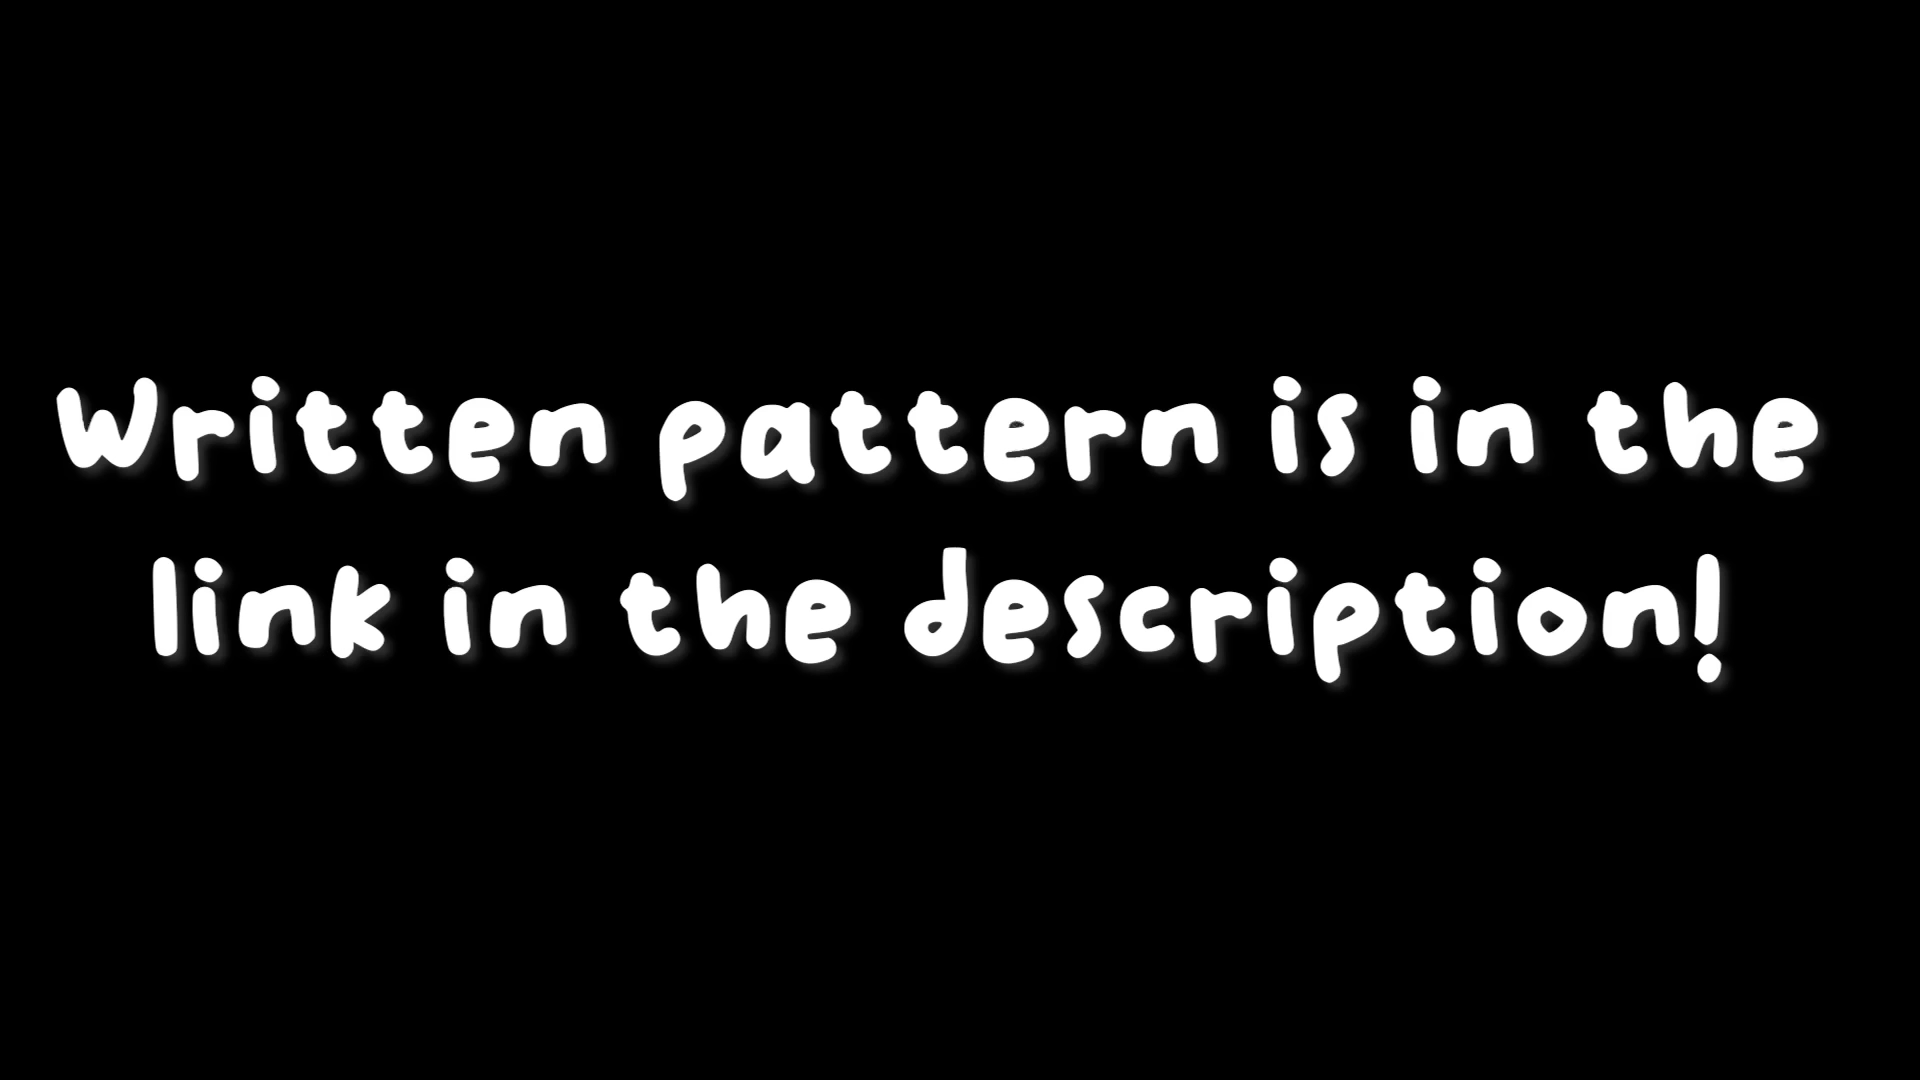 Written pattern is in the
link in the description!